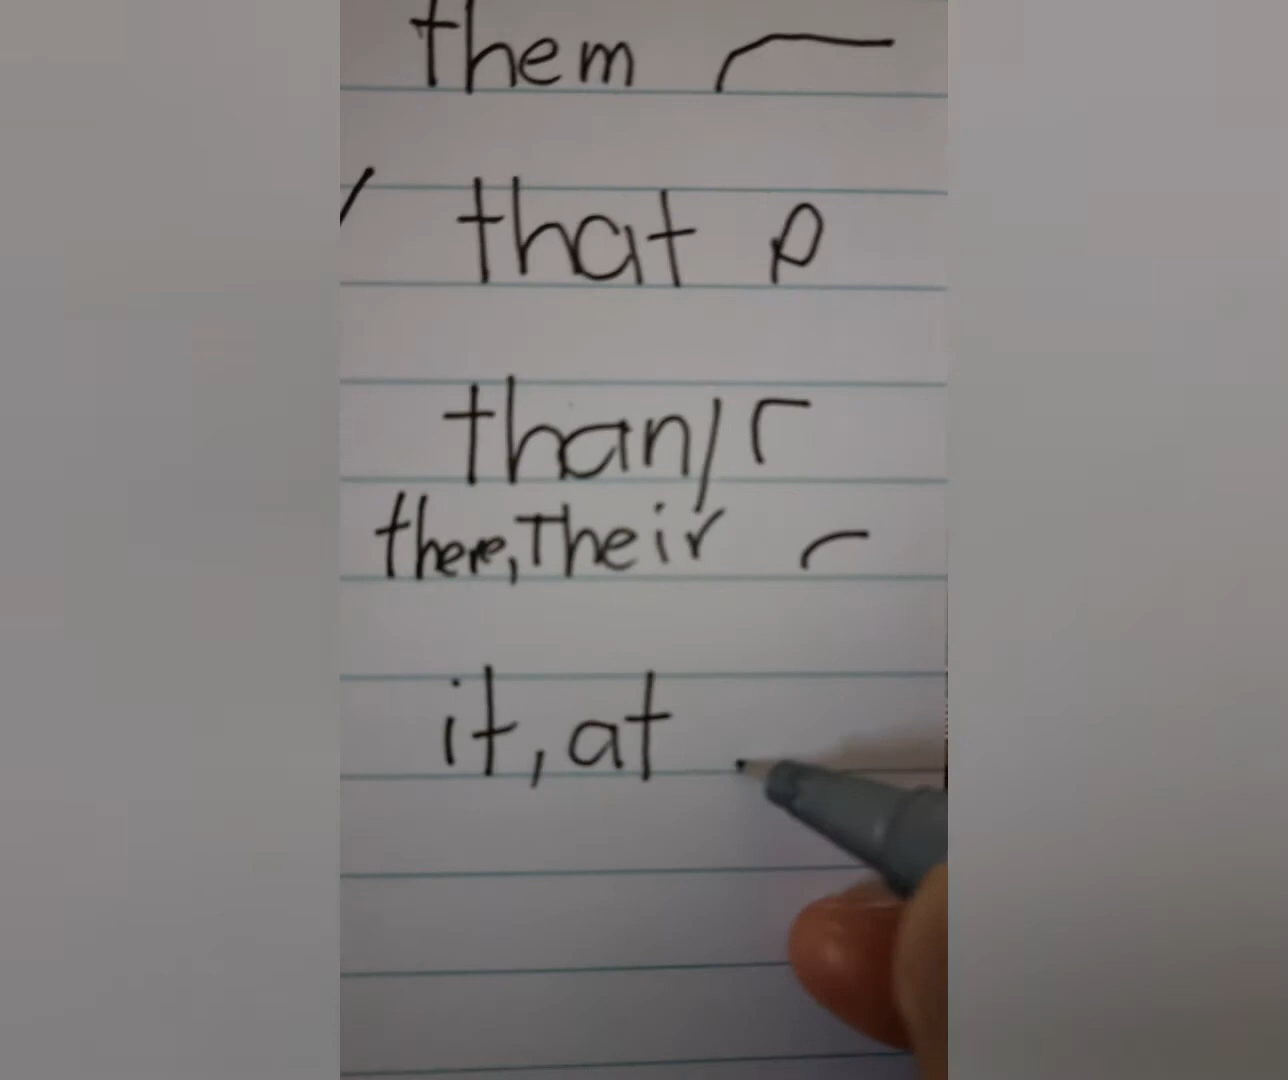 them
that
than/
there, Their
it, at